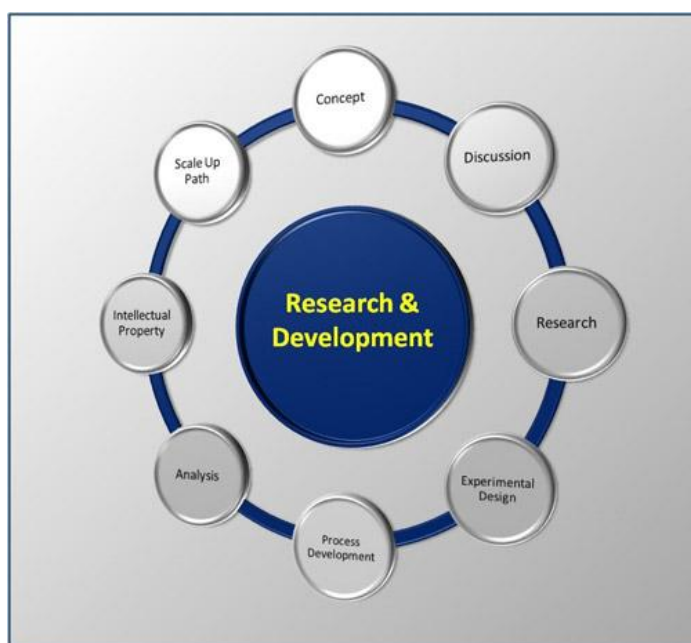 Concept
Discussion
Research
Experimental
Design
Process
Development
Analysis
Intellectual
Property
Scale Up
Path
Research &
Development